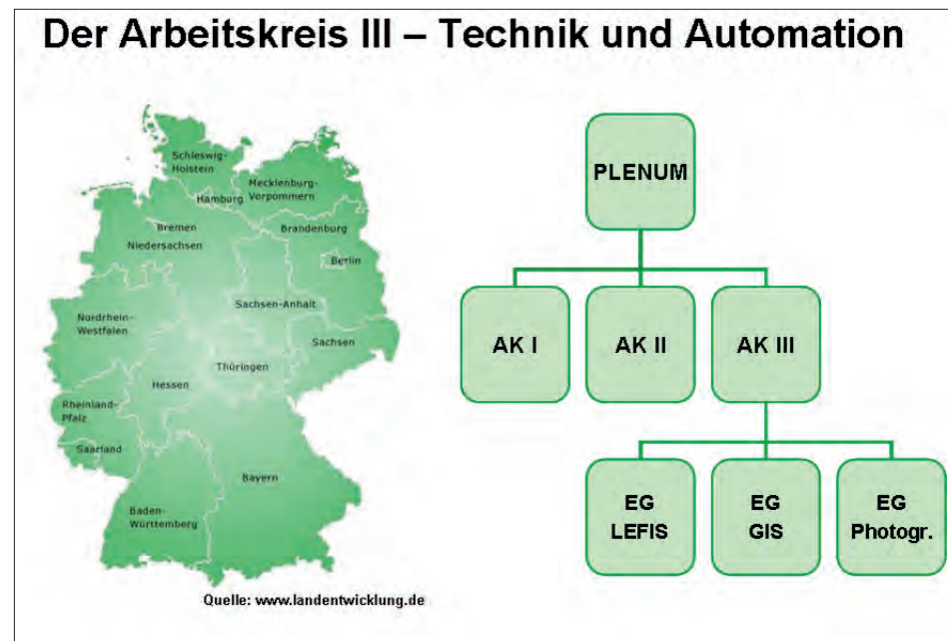 Der Arbeitskreis III – Technik und Automation
Schleswig-
Holstein
Mecklenburg-
Vorpommern
Hamburg
Bremen
Brandenburg
Niedersachsen
Berlin
Sachsen-Anhalt
Nordrhein-
Westfalen
Sachsen
Thüringen
Hessen
Rheinland-
Pfalz
Saarland
Bayern
Baden-
Württemberg
Quelle: www.landentwicklung.de
PLENUM
AK I
AK II
AK III
EG
LEFIS
EG
GIS
EG
Photogr.